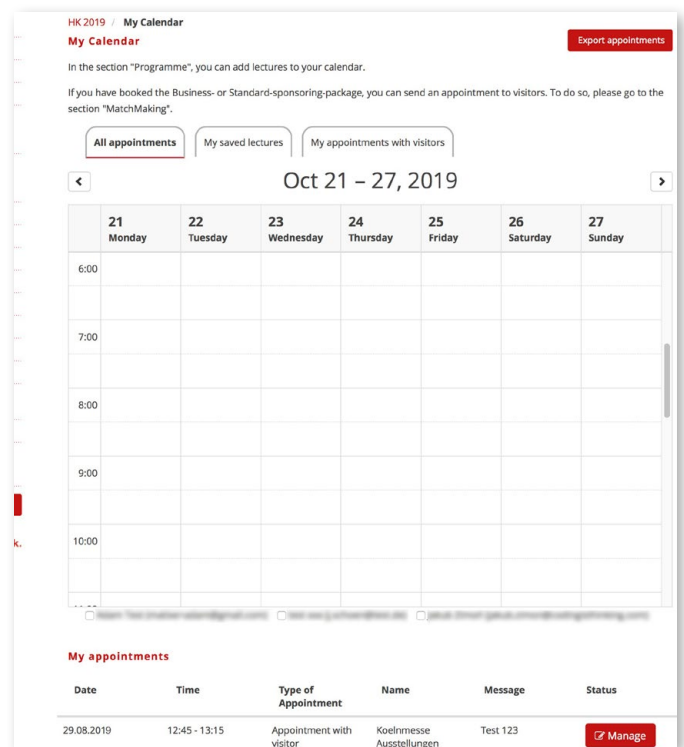 HK 2019 / My Calendar
My Calendar
Export appointments
In the section "Programme", you can add lectures to your calendar.
If you have booked the Business- or Standard-sponsoring-package, you can send an appointment to visitors. To do so, please go to the
section "MatchMaking".
All appointments My saved lectures My appointments with visitors
Oct 21 – 27, 2019
21 22 23 24 25 26 27
Monday Tuesday Wednesday Thursday Friday Saturday Sunday
6:00
7:00
8:00
9:00
10:00
k.
My appointments
Date Time Type of Name Message Status
Appointment
29.08.2019 12:45 - 13:15 Appointment with Koelnmesse Test 123 Manage
visitor Ausstellungen